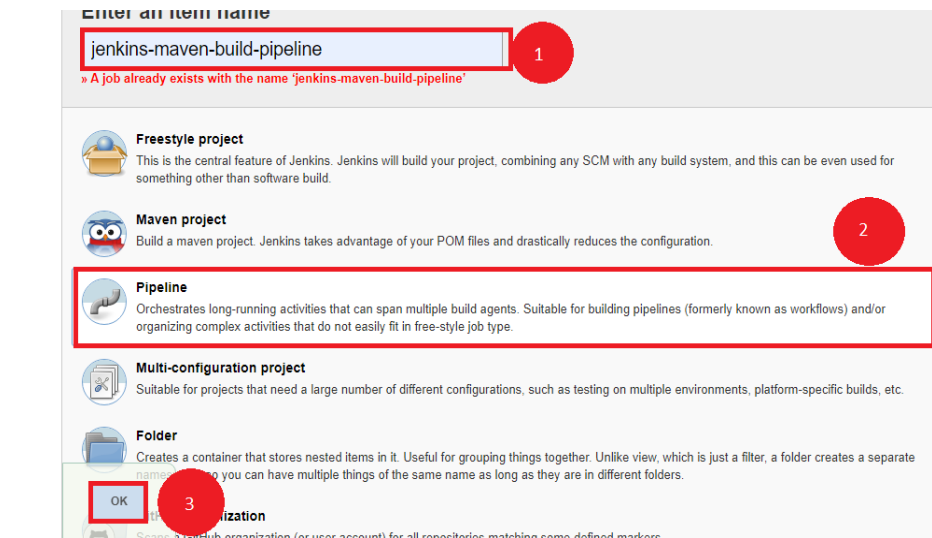 Enter an item name
jenkins-maven-build-pipeline
1
» A job already exists with the name ‘jenkins-maven-build-pipeline’
Freestyle project
This is the central feature of Jenkins. Jenkins will build your project, combining any SCM with any build system, and this can be even used for
something other than software build.
Maven project
Build a maven project. Jenkins takes advantage of your POM files and drastically reduces the configuration.
2
Pipeline
Orchestrates long-running activities that can span multiple build agents. Suitable for building pipelines (formerly known as workflows) and/or
organizing complex activities that do not easily fit in free-style job type.
Multi-configuration project
Suitable for projects that need a large number of different configurations, such as testing on multiple environments, platform-specific builds, etc.
Folder
Creates a container that stores nested items in it. Useful for grouping things together. Unlike view, which is just a filter, a folder creates a separate
you can have multiple things of the same name as long as they are in different folders.
OK
3
Scans a GitHub organization (or user account) for all repositories matching some defined markers.